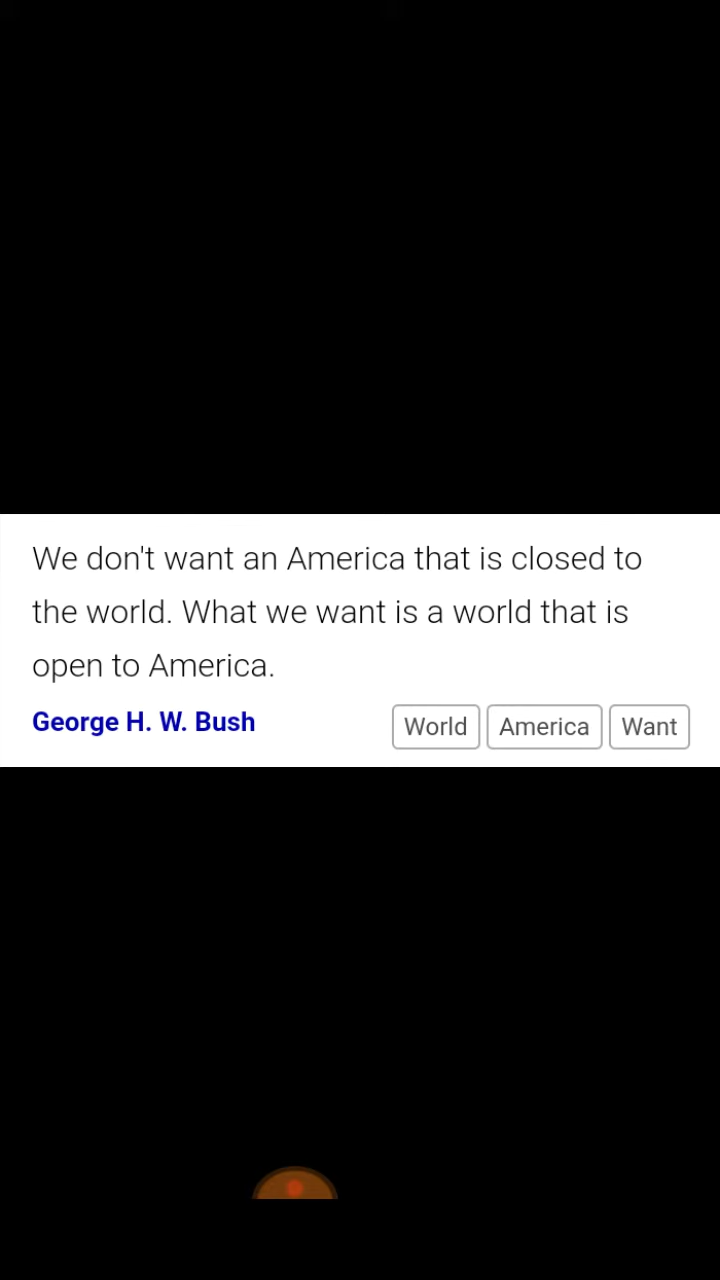 We don't want an America that is closed to
the world. What we want is a world that is
open to America.
George H. W. Bush
World America Want